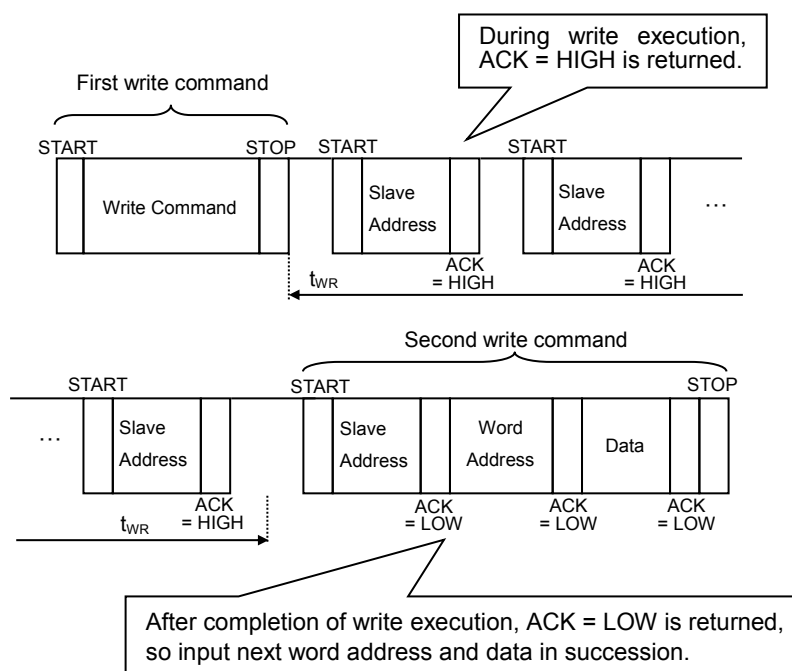 During write execution,
ACK = HIGH is returned.
First write command
START STOP START START
Write Command
Slave
Address
Slave
Address
...
ACK
= HIGH
ACK
= HIGH
tWR
Second write command
START START STOP
...
Slave
Address
Slave
Address
Word
Address
Data
ACK
= HIGH
ACK
= LOW
ACK
= LOW
ACK
= LOW
tWR
After completion of write execution, ACK = LOW is returned,
so input next word address and data in succession.